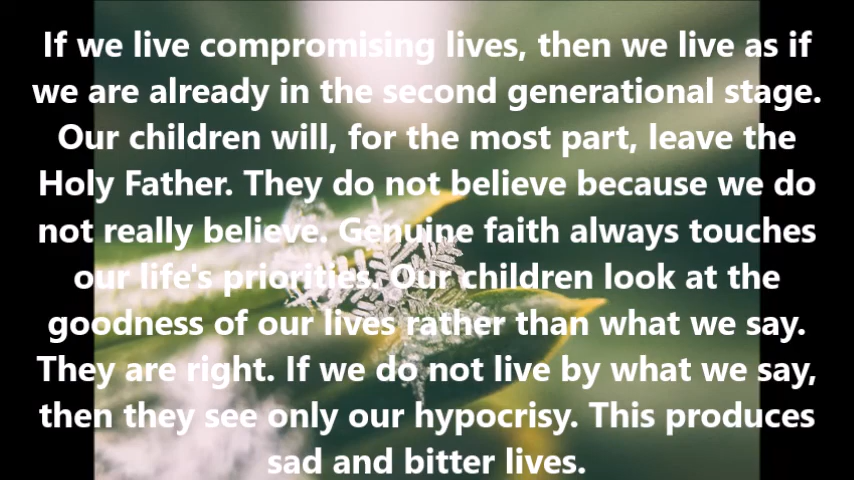 If we live compromising lives, then we live as if
we are already in the second generational stage.
Our children will, for the most part, leave the
Holy Father. They do not believe because we do
not really believe. Genuine faith always touches
our life's priorities. Our children look at the
goodness of our lives rather than what we say.
They are right. If we do not live by what we say,
then they see only our hypocrisy. This produces
sad and bitter lives.